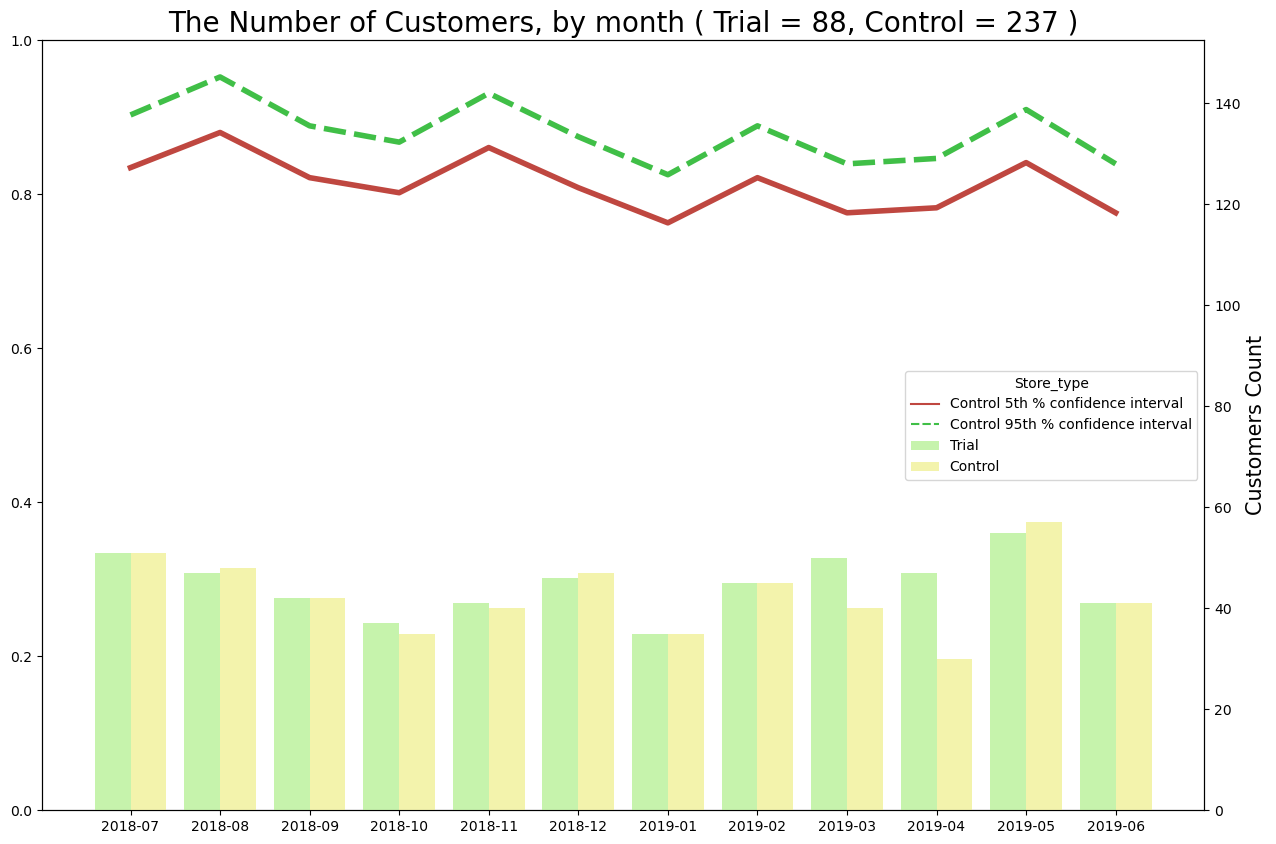 The Number of Customers, by month ( Trial = 88, Control = 237 )
1.0
0.8
0.6
0.4
0.2
0.0
140
120
100
80
60
40
20
0
Customers Count
Store_type
Control 5th % confidence interval
Control 95th % confidence interval
Trial
Control
2018-07 2018-08 2018-09 2018-10 2018-11 2018-12 2019-01 2019-02 2019-03 2019-04 2019-05 2019-06